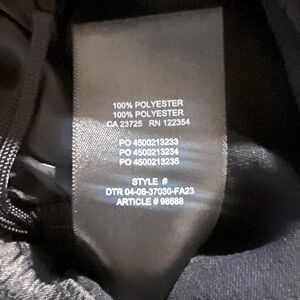 100% POLYESTER
100% POLYESTER
CA 23725 RN 122354
PO 4500213233
PO 4500213234
PO 4500213235
STYLE #
DTR 04-08-37030-FA23
ARTICLE # 98688